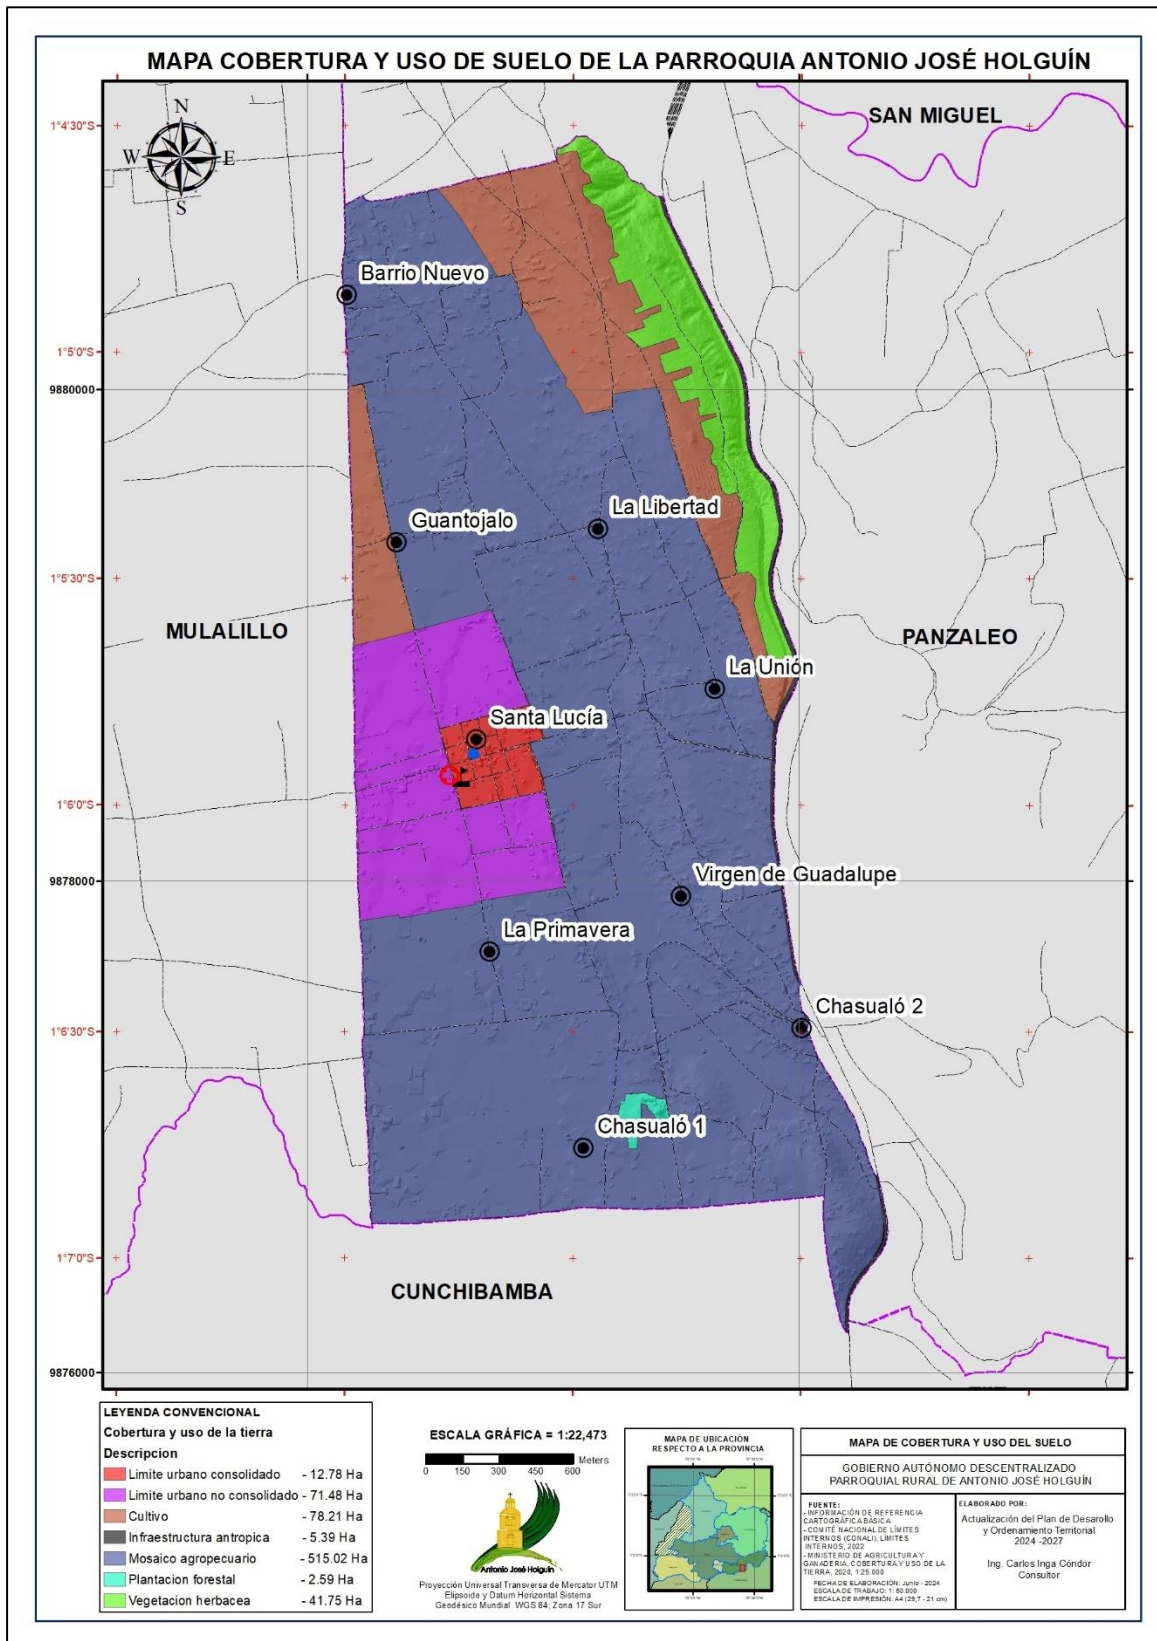 MAPA COBERTURA Y USO DE SUELO DE LA PARROQUIA ANTONIO JOSÉ HOLGUÍN
SAN MIGUEL
1°4'30"S
N
W E
S
Barrio Nuevo
1°5'0"S
9880000
La Libertad
Guantojalo
1°5'30"S
MULALILLO
PANZALEO
La Unión
Santa Lucía
1°6'0"S
Virgen de Guadalupe
9878000
La Primavera
Chasualó 2
1°6'30"S
Chasualó 1
1°7'0"S
CUNCHIBAMBA
9876000
LEYENDA CONVENCIONAL
Cobertura y uso de la tierra
Descripcion
Limite urbano consolidado - 12.78 Ha
Limite urbano no consolidado - 71.48 Ha
Cultivo - 78.21 Ha
Infraestructura antropica - 5.39 Ha
Mosaico agropecuario - 515.02 Ha
Plantacion forestal - 2.59 Ha
Vegetacion herbacea - 41.75 Ha
ESCALA GRÁFICA = 1:22,473
Meters
0 150 300 450 600
Antonio José Holguín
Proyección Universal Transversa de Mercator UTM
Elipsoide y Datum Horizontal Sistema
Geodésico Mundial WGS 84; Zona 17 Sur
MAPA DE UBICACIÓN
RESPECTO A LA PROVINCIA
MAPA DE COBERTURA Y USO DEL SUELO
GOBIERNO AUTÓNOMO DESCENTRALIZADO
PARROQUIAL RURAL DE ANTONIO JOSÉ HOLGUÍN
FUENTE:
- INFORMACIÓN DE REFERENCIA
CARTOGRÁFICA BÁSICA
- COMITÉ NACIONAL DE LÍMITES
INTERNOS (CONALI), LÍMITES
INTERNOS, 2022
- MINISTERIO DE AGRICULTURA Y
GANADERIA, COBERTURA Y USO DE LA
TIERRA, 2020, 1:25.000
FECHA DE ELABORACIÓN: Junio - 2024
ESCALA DE TRABAJO: 1: 50.000
ESCALA DE IMPRESIÓN: A4 (29,7 - 21 cm)
ELABORADO POR:
Actualización del Plan de Desarollo
y Ordenamiento Territorial
2024 -2027
Ing. Carlos Inga Cóndor
Consultor